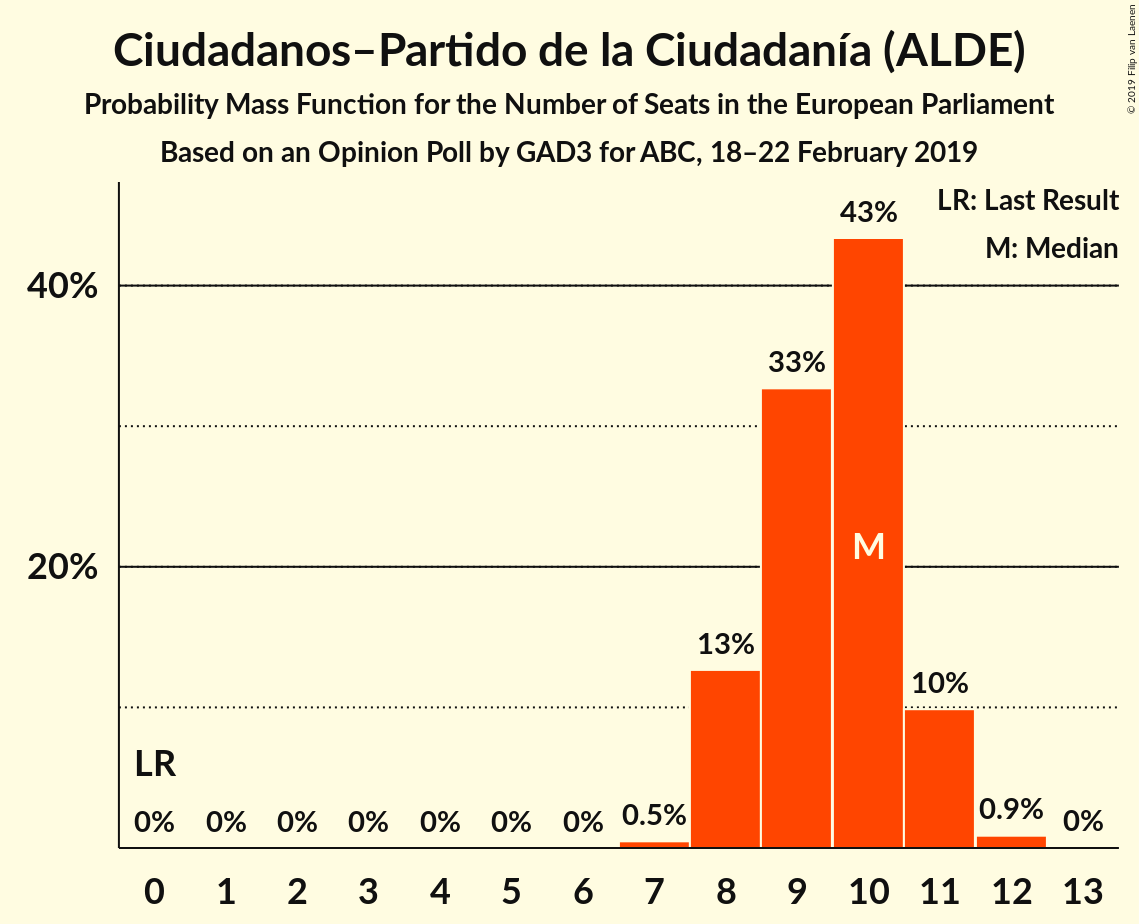 Ciudadanos–Partido de la Ciudadanía (ALDE)
Probability Mass Function for the Number of Seats in the European Parliament
Based on an Opinion Poll by GAD3 for ABC, 18–22 February 2019
© 2019 Filip van Laenen
LR: Last Result
M: Median
43%
40%
33%
M
20%
13%
10%
LR
0% 0% 0% 0% 0% 0% 0% 0.5% 0.9% 0%
0 1 2 3 4 5 6 7 8 9 10 11 12 13